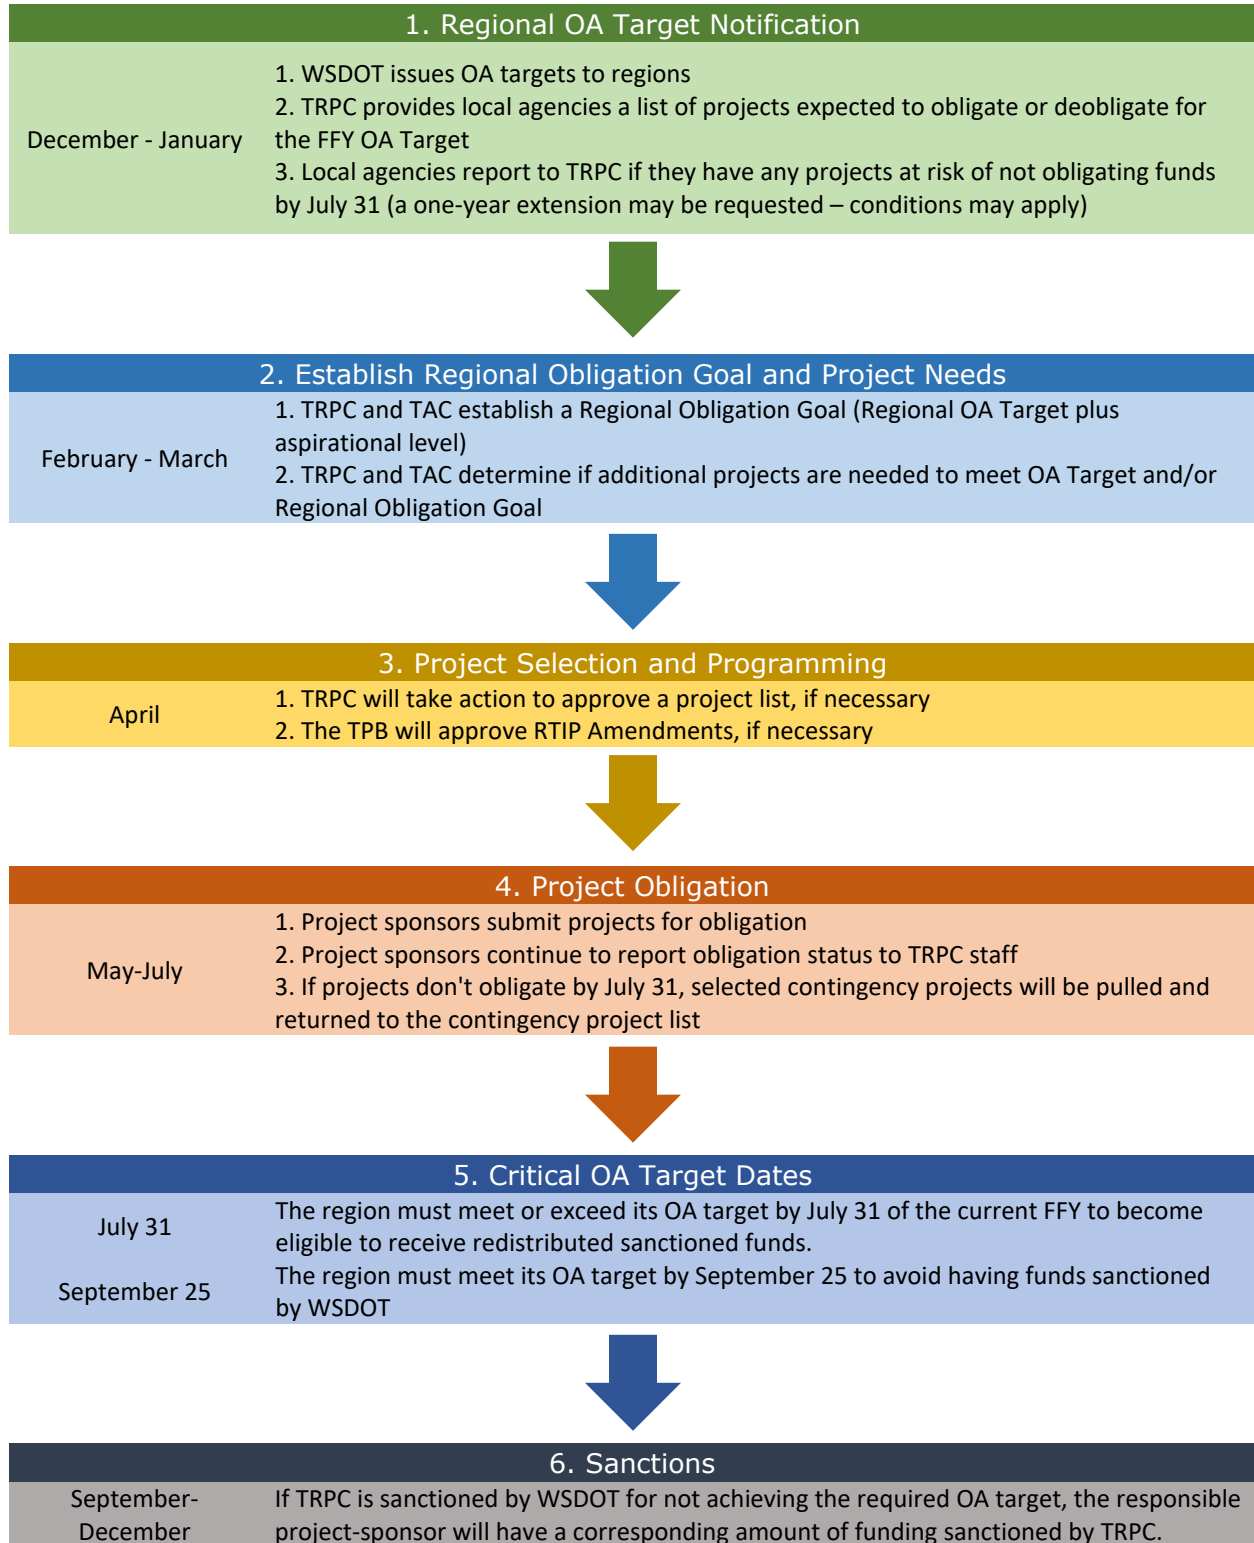 1. Regional OA Target Notification
December - January
1. WSDOT issues OA targets to regions
2. TRPC provides local agencies a list of projects expected to obligate or deobligate for
the FFY OA Target
3. Local agencies report to TRPC if they have any projects at risk of not obligating funds
by July 31 (a one-year extension may be requested – conditions may apply)
2. Establish Regional Obligation Goal and Project Needs
February - March
1. TRPC and TAC establish a Regional Obligation Goal (Regional OA Target plus
aspirational level)
2. TRPC and TAC determine if additional projects are needed to meet OA Target and/or
Regional Obligation Goal
3. Project Selection and Programming
April
1. TRPC will take action to approve a project list, if necessary
2. The TPB will approve RTIP Amendments, if necessary
4. Project Obligation
May-July
1. Project sponsors submit projects for obligation
2. Project sponsors continue to report obligation status to TRPC staff
3. If projects don't obligate by July 31, selected contingency projects will be pulled and
returned to the contingency project list
5. Critical OA Target Dates
July 31
The region must meet or exceed its OA target by July 31 of the current FFY to become
eligible to receive redistributed sanctioned funds.
September 25
The region must meet its OA target by September 25 to avoid having funds sanctioned
by WSDOT
6. Sanctions
September-
December
If TRPC is sanctioned by WSDOT for not achieving the required OA target, the responsible
project-sponsor will have a corresponding amount of funding sanctioned by TRPC.